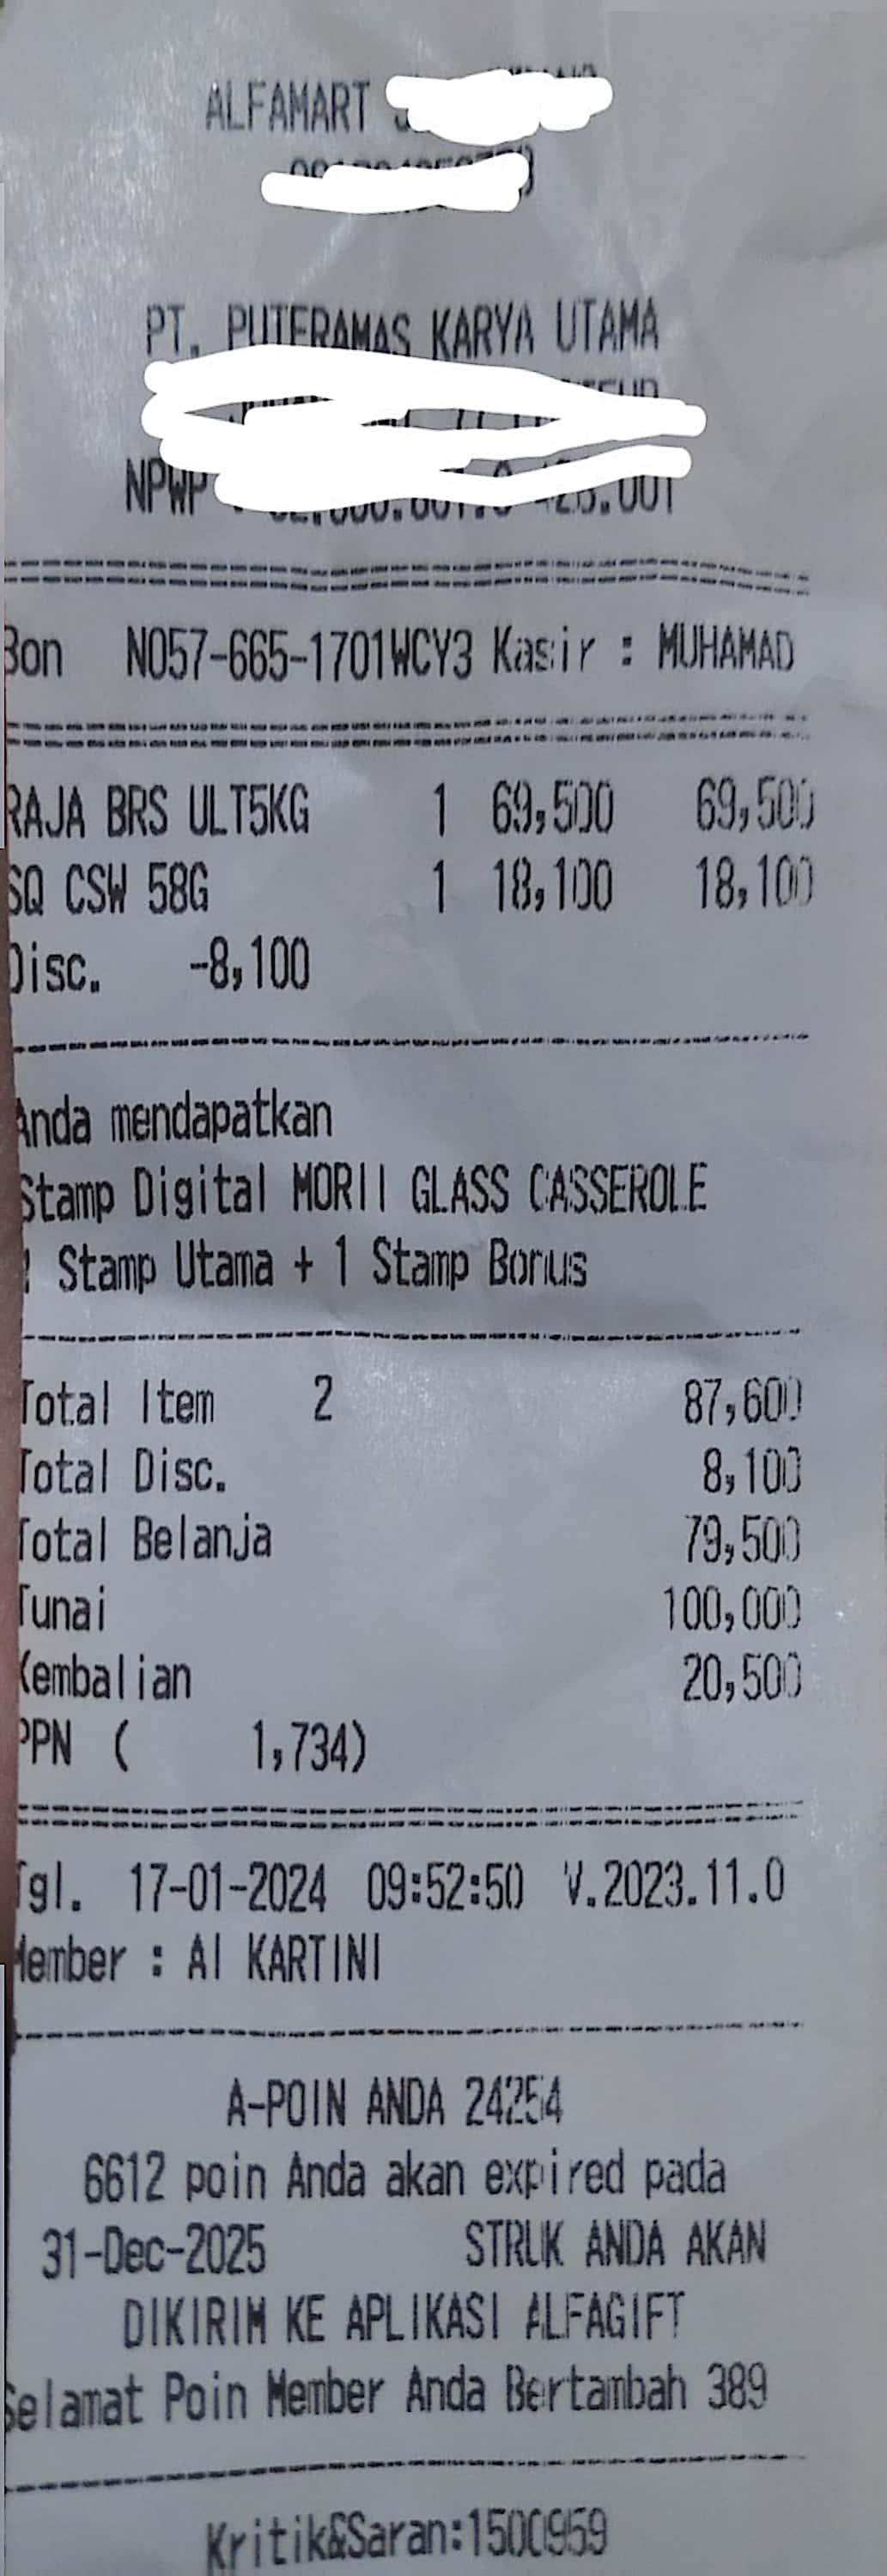 ALFAMART
PT. PUTERAMAS KARYA UTAMA
NPWP
Bon N057-665-1701WCY3 Kasir : MUHAMAD
RAJA BRS ULT5KG 1 69,500 69,500
SQ CSW 58G 1 18,100 18,100
Disc. -8,100
Anda mendapatkan
Stamp Digital MORII GLASS CASSEROLE
Stamp Utama + 1 Stamp Bonus
Total Item 2 87,600
Total Disc. 8,100
Total Belanja 79,500
Tunai 100,000
Kembalian 20,500
PPN ( 1,734)
Tgl. 17-01-2024 09:52:50 V.2023.11.0
Member : AI KARTINI
A-POIN ANDA 24254
6612 poin Anda akan expired pada
31-Dec-2025 STRUK ANDA AKAN
DIKIRIM KE APLIKASI ALFAGIFT
Selamat Poin Member Anda Bertambah 389
Kritik&Saran:1500959